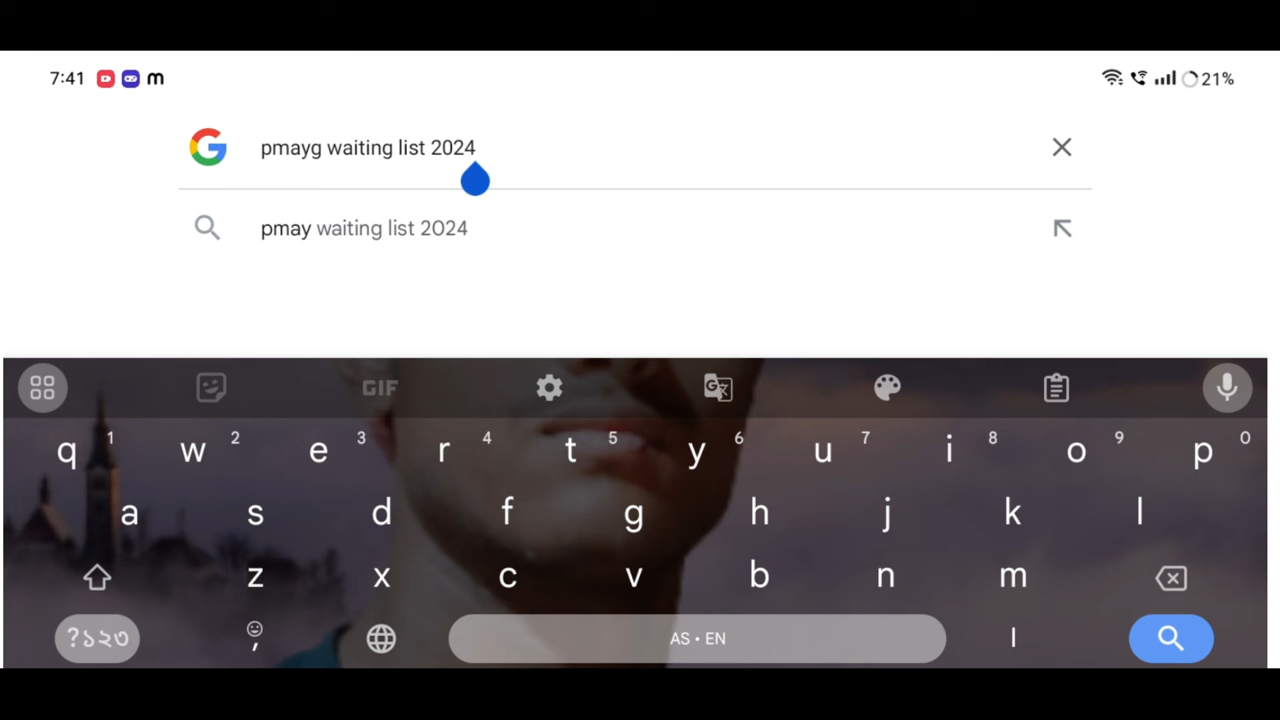 7:41 m 21%
pmayg waiting list 2024
pmay waiting list 2024
GIF
q 1 w 2 e 3 r 4 t 5 y 6 u 7 i 8 o 9 p 0
a s d f g h j k l
z x c v b n m
?১২৩ , AS • EN ।